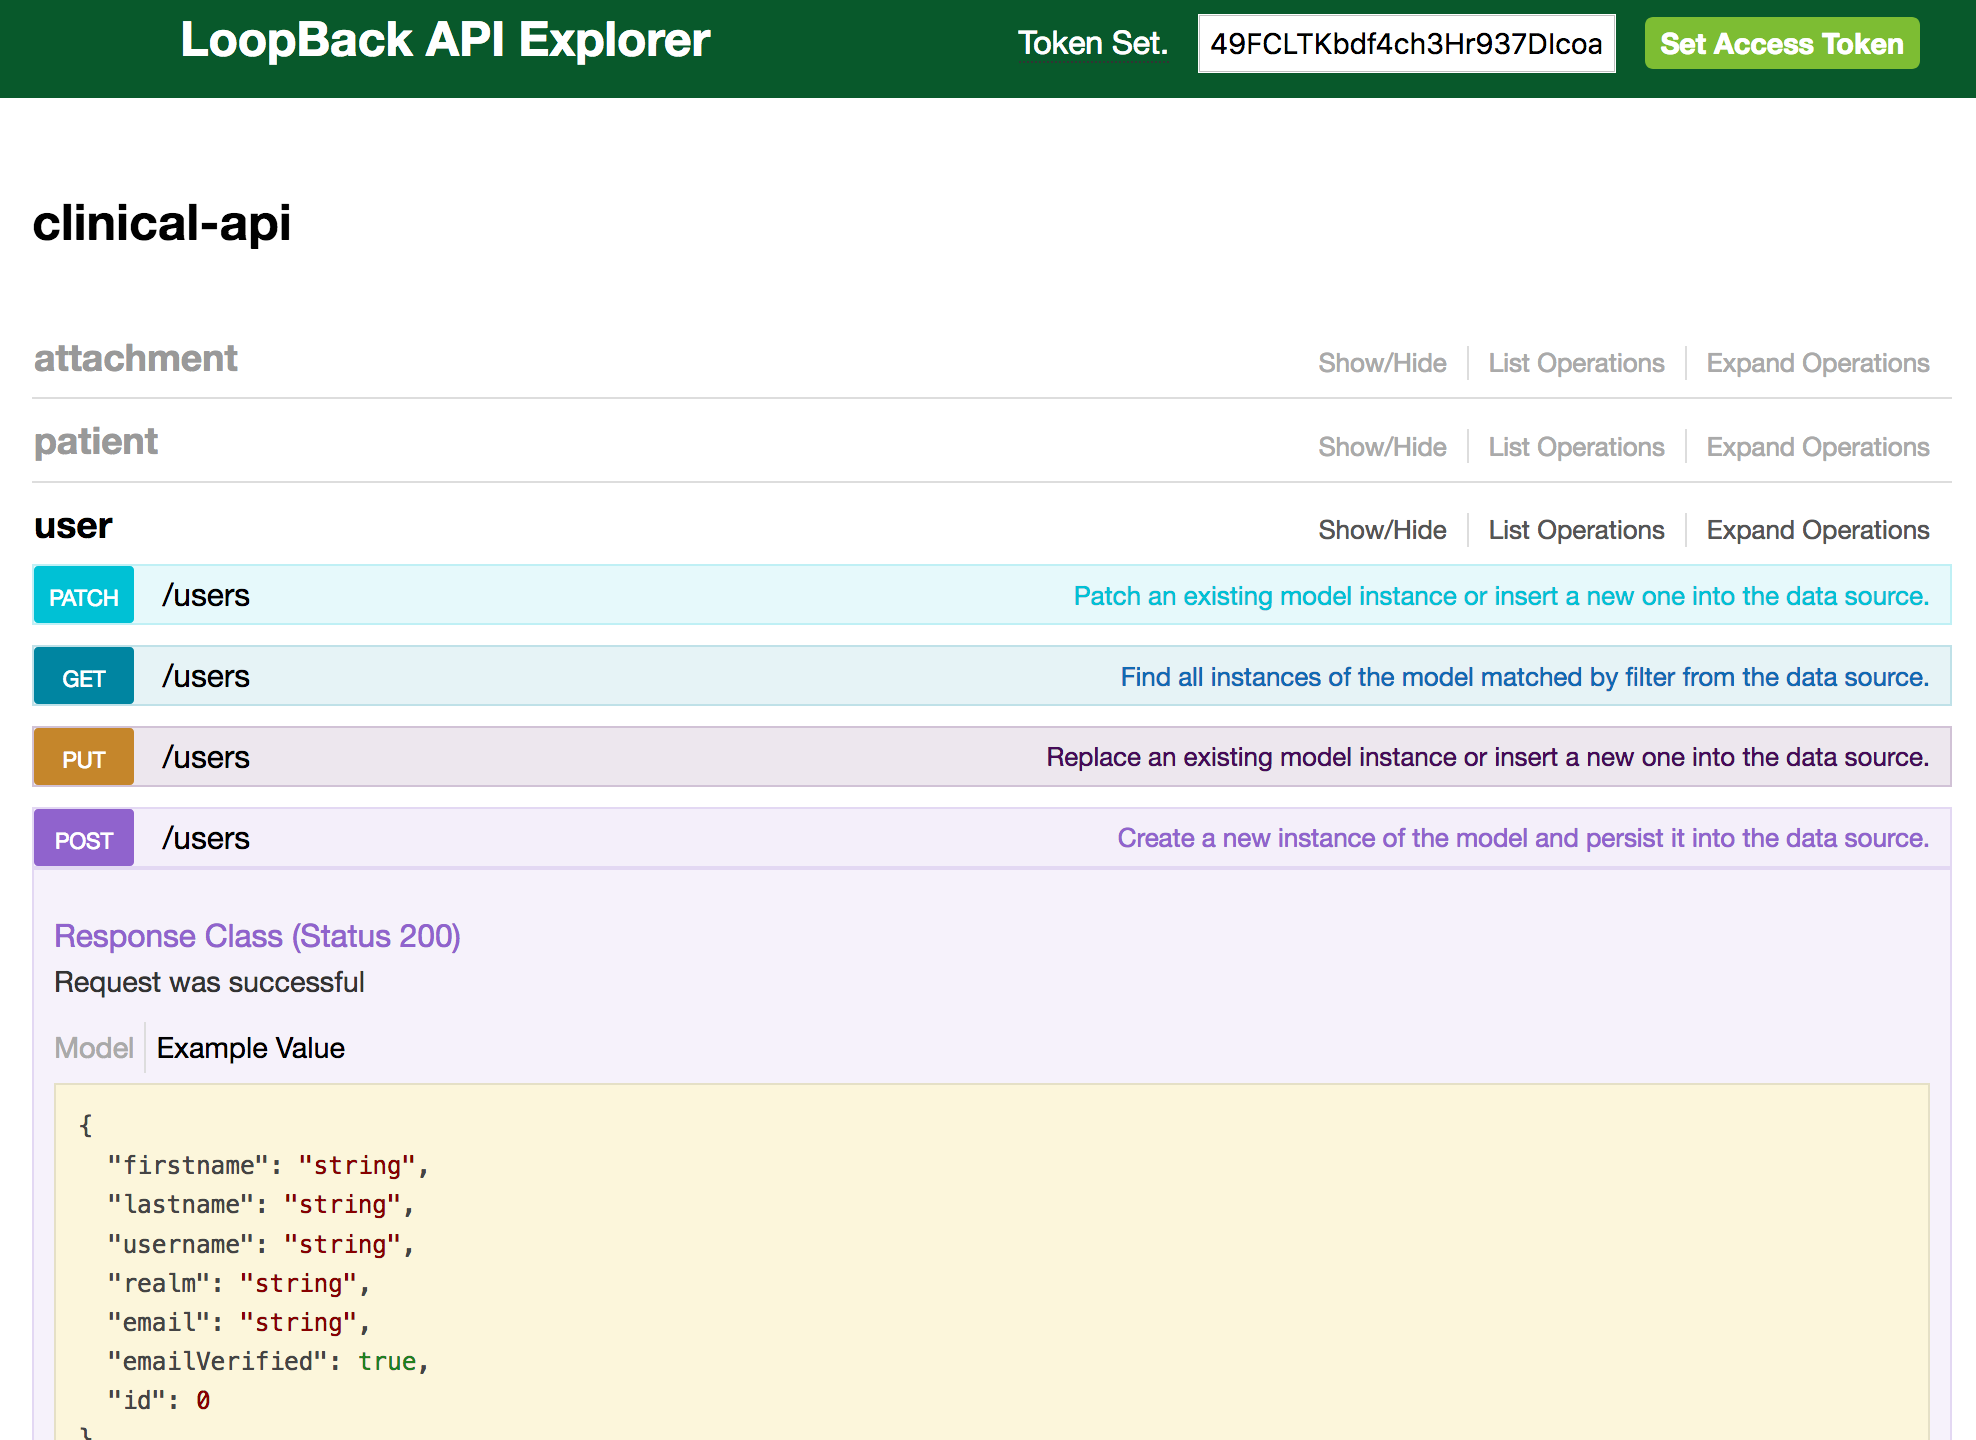 LoopBack API Explorer
Token Set.
49FCLTKbdf4ch3Hr937DIcoa
Set Access Token
clinical-api
attachment
Show/Hide
List Operations
Expand Operations
patient
Show/Hide
List Operations
Expand Operations
user
Show/Hide
List Operations
Expand Operations
PATCH /users Patch an existing model instance or insert a new one into the data source.
GET /users Find all instances of the model matched by filter from the data source.
PUT /users Replace an existing model instance or insert a new one into the data source.
POST /users Create a new instance of the model and persist it into the data source.
Response Class (Status 200)
Request was successful
Model Example Value
{
"firstname": "string",
"lastname": "string",
"username": "string",
"realm": "string",
"email": "string",
"emailVerified": true,
"id": 0
}